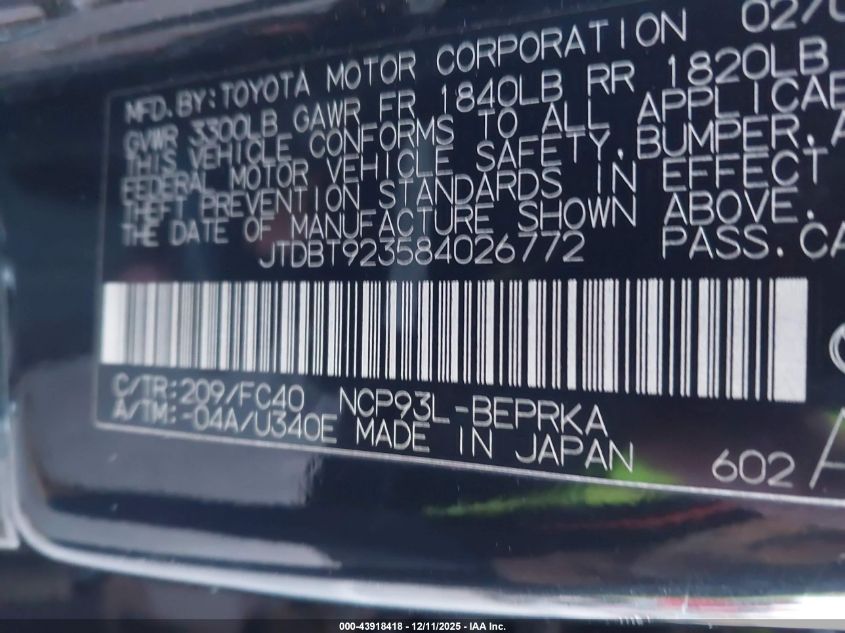 02/0
MFD.BY:TOYOTA MOTOR CORPORATION
GVWR 3300LB GAWR FR 1840LB RR 1820LB
THIS VEHICLE CONFORMS TO ALL APPLICAB
FEDERAL MOTOR VEHICLE SAFETY,BUMPER,A
THEFT PREVENTION STANDARDS IN EFFECT
THE DATE OF MANUFACTURE SHOWN ABOVE.
JTDBT923584026772 PASS.CA
C/TR:209/FC40 NCP93L-BEPRKA
A/TM:-04A/U340E MADE IN JAPAN
602
000-43918418 - 12/11/2025 - IAA Inc.